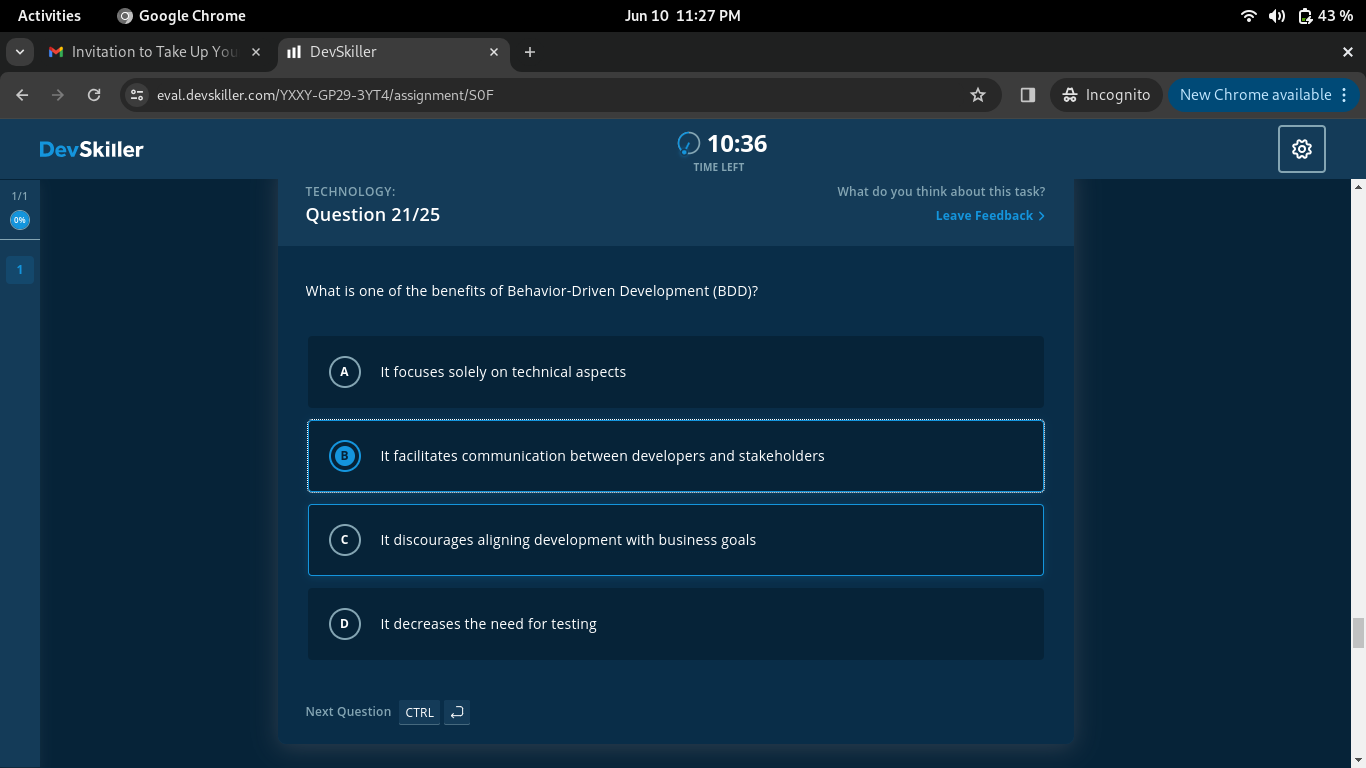 Activities Google Chrome Jun 10 11:27 PM 43 %
Invitation to Take Up You DevSkiller
eval.devskiller.com/YXXY-GP29-3YT4/assignment/S0F Incognito New Chrome available
DevSkiller 10:36
TIME LEFT
1/1
0%
1
TECHNOLOGY: What do you think about this task?
Question 21/25 Leave Feedback
What is one of the benefits of Behavior-Driven Development (BDD)?
A It focuses solely on technical aspects
B It facilitates communication between developers and stakeholders
C It discourages aligning development with business goals
D It decreases the need for testing
Next Question CTRL